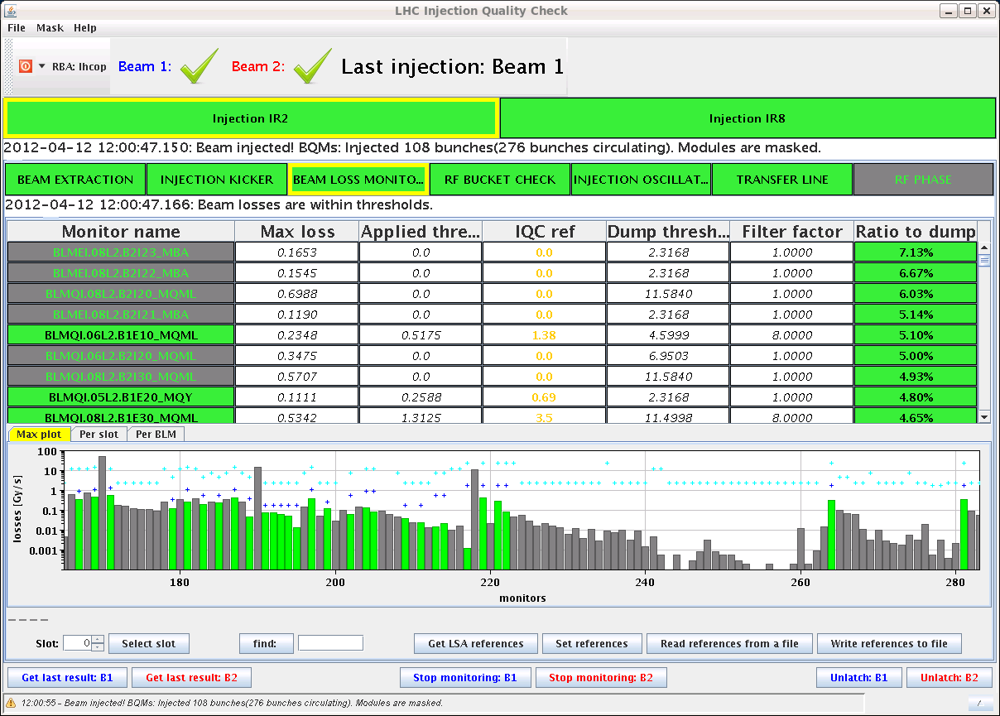 LHC Injection Quality Check
File Mask Help
RBA: lhcop Beam 1: Beam 2: Last injection: Beam 1
Injection IR2 Injection IR8
2012-04-12 12:00:47.150: Beam injected! BQMs: Injected 108 bunches(276 bunches circulating). Modules are masked.
BEAM EXTRACTION INJECTION KICKER BEAM LOSS MONITO... RF BUCKET CHECK INJECTION OSCILLAT... TRANSFER LINE RF PHASE
2012-04-12 12:00:47.166: Beam losses are within thresholds.
Monitor name Max loss Applied thre... IQC ref Dump thresh... Filter factor Ratio to dump
BLMEI.08L2.B2I23_MBA 0.1653 0.0 0.0 2.3168 1.0000 7.13%
BLMEI.08L2.B2I22_MBA 0.1545 0.0 0.0 2.3168 1.0000 6.67%
BLMQI.08L2.B2I20_MQML 0.6988 0.0 0.0 11.5840 1.0000 6.03%
BLMEI.08L2.B2I21_MBA 0.1190 0.0 0.0 2.3168 1.0000 5.14%
BLMQI.06L2.B1E10_MQML 0.2348 0.5175 1.38 4.5999 8.0000 5.10%
BLMQI.06L2.B2I20_MQML 0.3475 0.0 0.0 6.9503 1.0000 5.00%
BLMQI.08L2.B2I30_MQML 0.5707 0.0 0.0 11.5840 1.0000 4.93%
BLMQI.05L2.B1E20_MQY 0.1111 0.2588 0.69 2.3168 1.0000 4.80%
BLMQI.08L2.B1E30_MQML 0.5342 1.3125 3.5 11.4998 8.0000 4.65%
Max plot Per slot Per BLM
losses [Gy/s]
100
10
1
0.1
0.01
0.001
180 200 220 240 260 280
monitors
Slot: 0 Select slot find: Get LSA references Set references Read references from a file Write references to file
Get last result: B1 Get last result: B2 Stop monitoring: B1 Stop monitoring: B2 Unlatch: B1 Unlatch: B2
12:00:55 - Beam injected! BQMs: Injected 108 bunches(276 bunches circulating). Modules are masked.